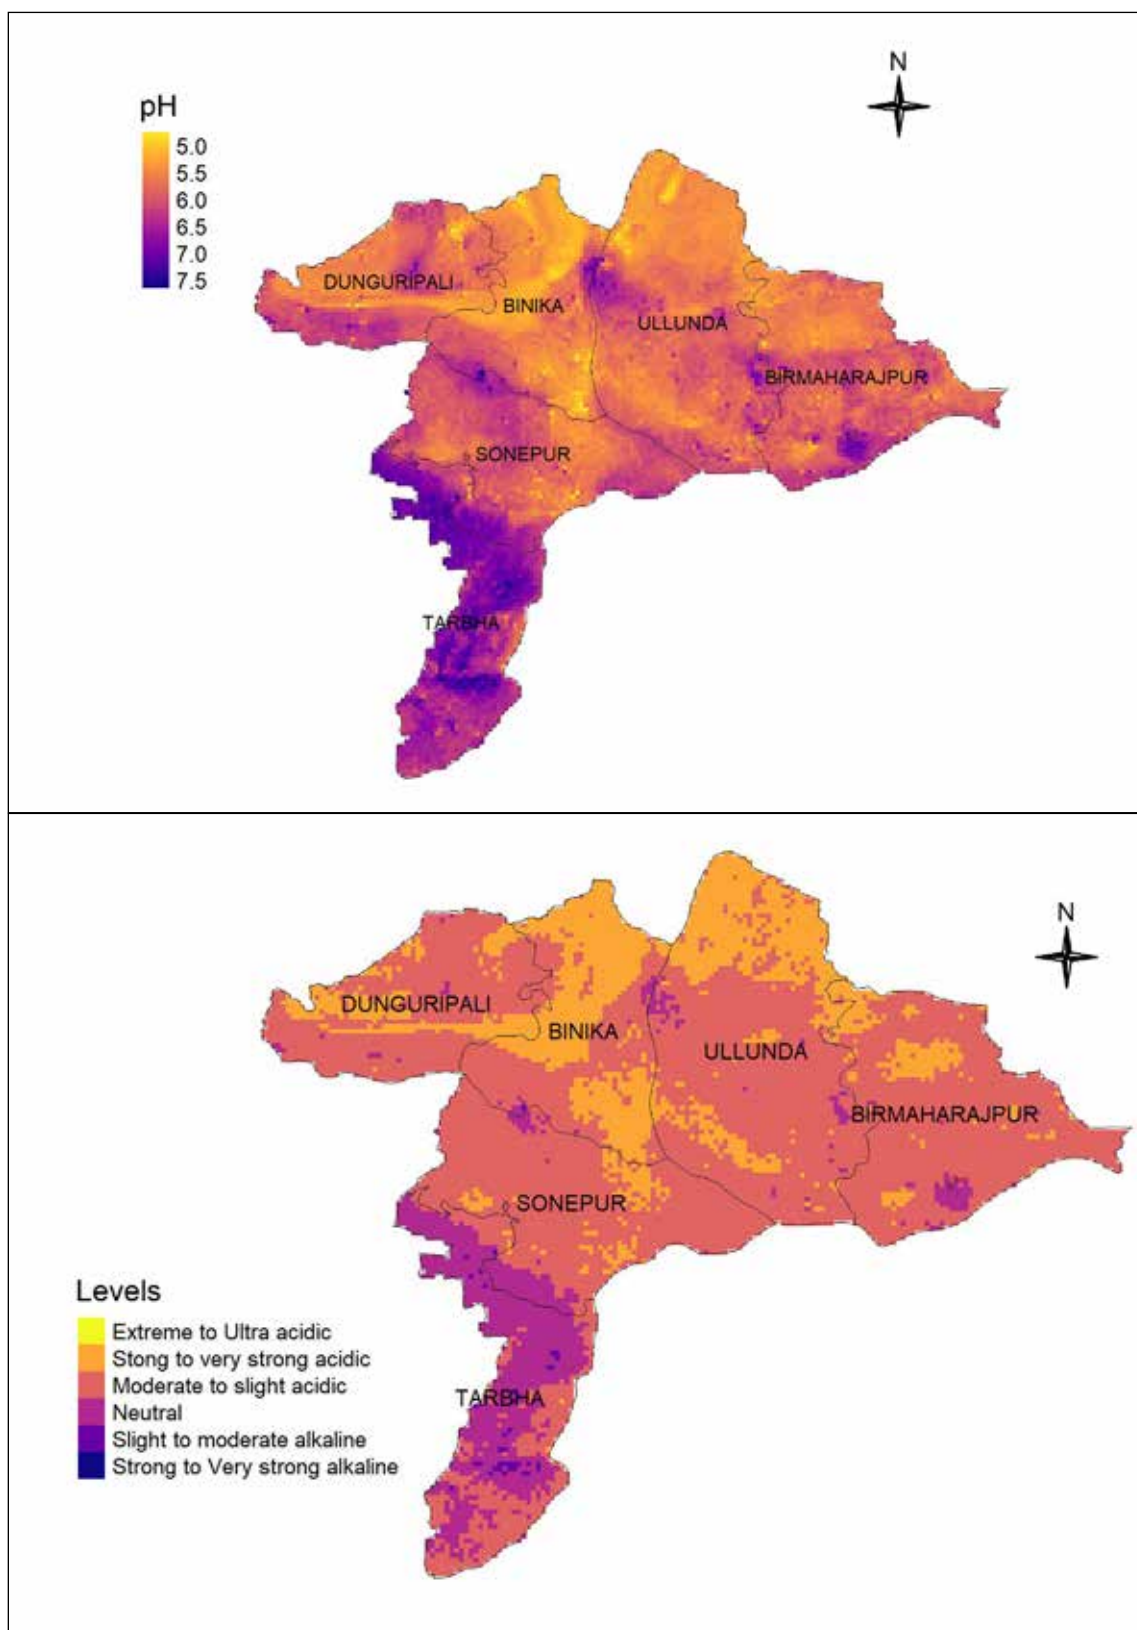 N
pH
5.0
5.5
6.0
6.5
7.0
7.5
DUNGURIPALI
BINIKA
ULLUNDA
BIRMAHARAJPUR
SONEPUR
TARBHA
N
DUNGURIPALI
BINIKA
ULLUNDA
BIRMAHARAJPUR
SONEPUR
TARBHA
Levels
Extreme to Ultra acidic
Stong to very strong acidic
Moderate to slight acidic
Neutral
Slight to moderate alkaline
Strong to Very strong alkaline